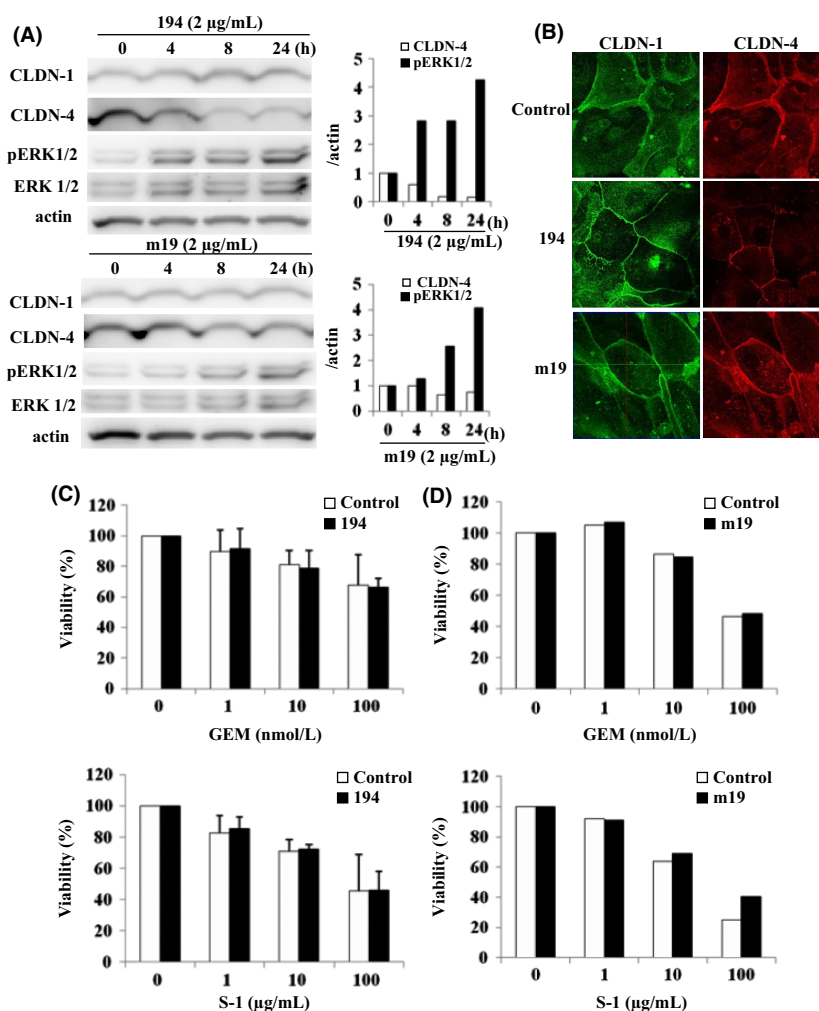 (A)
194 (2 µg/mL)
0 4 8 24 (h)
CLDN-1
CLDN-4
pERK1/2
ERK 1/2
actin
5
4
3
2
1
0
/actin
CLDN-4
pERK1/2
0 4 8 24 (h)
194 (2 µg/mL)
m19 (2 µg/mL)
0 4 8 24 (h)
CLDN-1
CLDN-4
pERK1/2
ERK 1/2
actin
5
4
3
2
1
0
/actin
CLDN-4
pERK1/2
0 4 8 24 (h)
m19 (2 µg/mL)
(B)
CLDN-1 CLDN-4
Control
194
m19
(C)
Control
194
120
100
80
60
40
20
0
Viability (%)
0 1 10 100
GEM (nmol/L)
(D)
Control
m19
120
100
80
60
40
20
0
Viability (%)
0 1 10 100
GEM (nmol/L)
Control
194
120
100
80
60
40
20
0
Viability (%)
0 1 10 100
S-1 (µg/mL)
Control
m19
120
100
80
60
40
20
0
Viability (%)
0 1 10 100
S-1 (µg/mL)